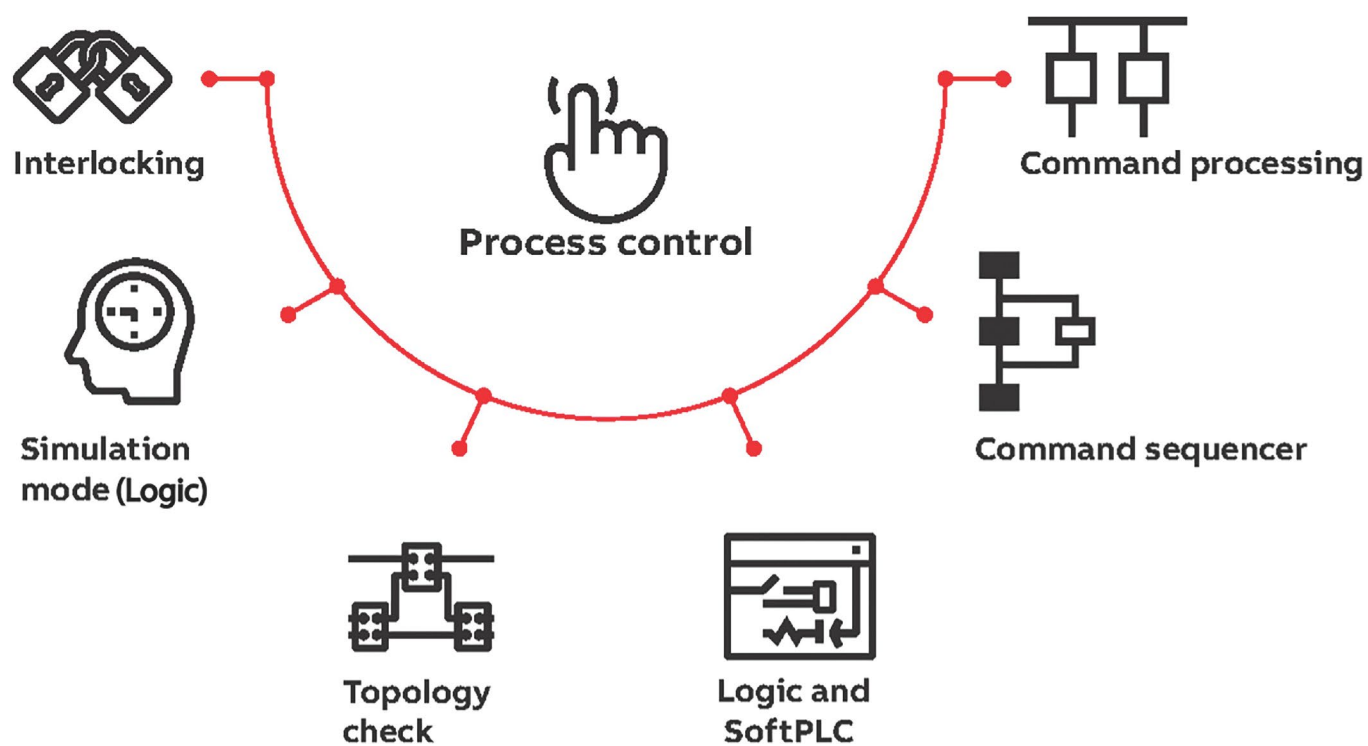 Interlocking
Process control
Command processing
Simulation
mode (Logic)
Command sequencer
Topology
check
Logic and
SoftPLC